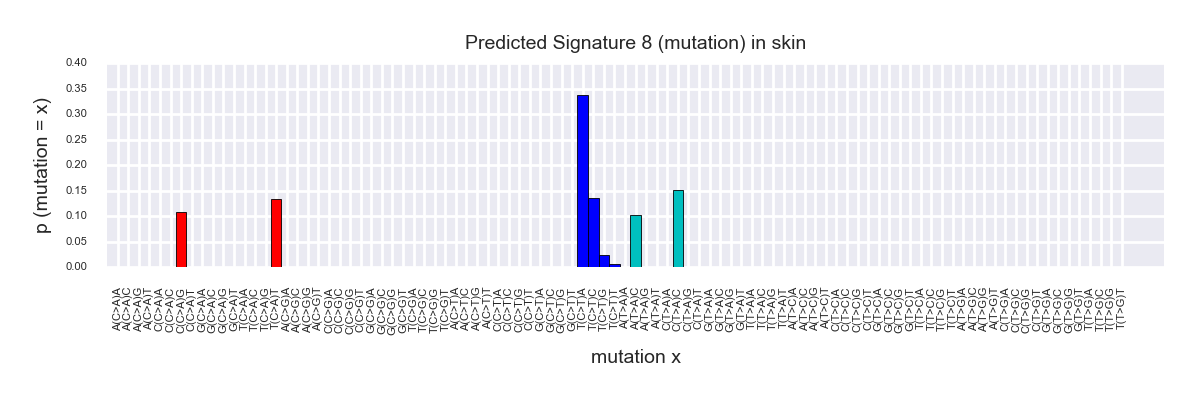 Predicted Signature 8 (mutation) in skin
p (mutation = x)
0.40
0.35
0.30
0.25
0.20
0.15
0.10
0.05
0.00
A(C>A)A
A(C>A)C
A(C>A)G
A(C>A)T
C(C>A)A
C(C>A)C
C(C>A)G
C(C>A)T
G(C>A)A
G(C>A)C
G(C>A)G
G(C>A)T
T(C>A)A
T(C>A)C
T(C>A)G
T(C>A)T
A(C>G)A
A(C>G)C
A(C>G)G
A(C>G)T
C(C>G)A
C(C>G)C
C(C>G)G
C(C>G)T
G(C>G)A
G(C>G)C
G(C>G)G
G(C>G)T
T(C>G)A
T(C>G)C
T(C>G)G
T(C>G)T
A(C>T)A
A(C>T)C
A(C>T)G
A(C>T)T
C(C>T)A
C(C>T)C
C(C>T)G
C(C>T)T
G(C>T)A
G(C>T)C
G(C>T)G
G(C>T)T
T(C>T)A
T(C>T)C
T(C>T)G
T(C>T)T
A(T>A)A
A(T>A)C
A(T>A)G
A(T>A)T
C(T>A)A
C(T>A)C
C(T>A)G
C(T>A)T
G(T>A)A
G(T>A)C
G(T>A)G
G(T>A)T
T(T>A)A
T(T>A)C
T(T>A)G
T(T>A)T
A(T>C)A
A(T>C)C
A(T>C)G
A(T>C)T
C(T>C)A
C(T>C)C
C(T>C)G
C(T>C)T
G(T>C)A
G(T>C)C
G(T>C)G
G(T>C)T
T(T>C)A
T(T>C)C
T(T>C)G
T(T>C)T
A(T>G)A
A(T>G)C
A(T>G)G
A(T>G)T
C(T>G)A
C(T>G)C
C(T>G)G
C(T>G)T
G(T>G)A
G(T>G)C
G(T>G)G
G(T>G)T
T(T>G)A
T(T>G)C
T(T>G)G
T(T>G)T
mutation x